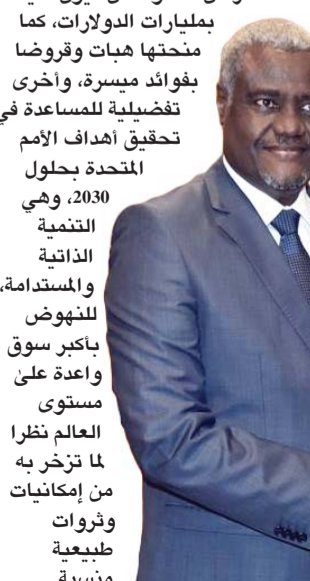 بمليارات الدولارات، كما
منحتها هبات وقروضا
بفوائد ميسرة، وأخرى
تفضيلية للمساعدة في
تحقيق أهداف الأمم
المتحدة بحلول
2030، وهي
التنمية
الذاتية
والمستدامة،
للنهوض
بأكبر سوق
واعدة علىٰ
مستوى
العالم نظرا
لما تزخر به
من إمكانيات
وثروات
طبيعية